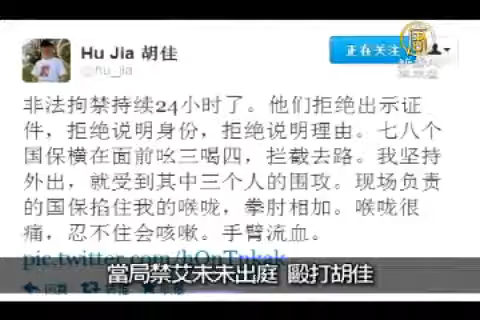 Hu Jia 胡佳
@hu_jia
正在关注
非法拘禁持续24小时了。他们拒绝出示证
件，拒绝说明身份，拒绝说明理由。七八个
国保横在面前吆三喝四，拦截去路。我坚持
外出，就受到其中三个人的围攻。现场负责
的国保掐住我的喉咙，拳肘相加。喉咙很
痛，忍不住会咳嗽。手臂流血。
當局禁艾未未出庭 毆打胡佳